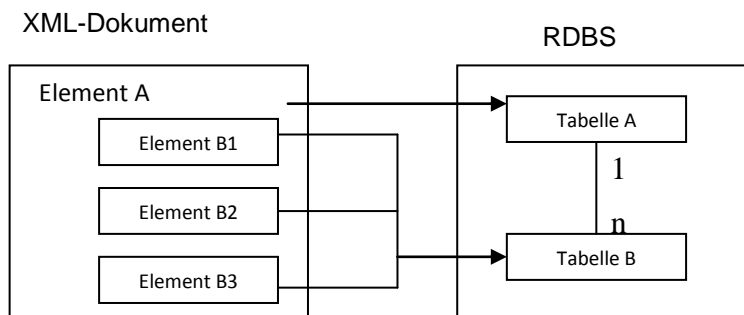 XML-Dokument
RDBS
Element A
Element B1
Element B2
Element B3
Tabelle A
1
n
Tabelle B